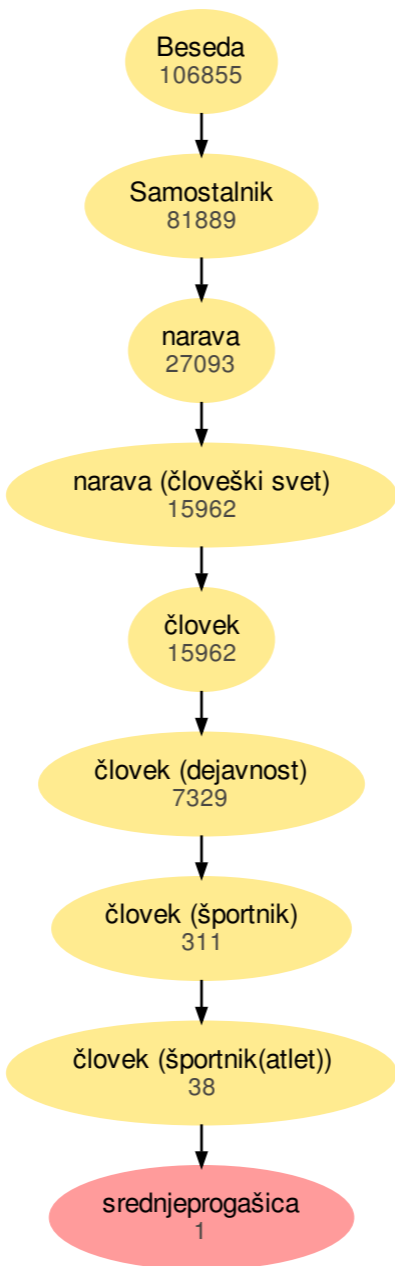 Beseda
106855
Samostalnik
81889
narava
27093
narava (človeški svet)
15962
človek
15962
človek (dejavnost)
7329
človek (športnik)
311
človek (športnik(atlet))
38
srednjeprogašica
1